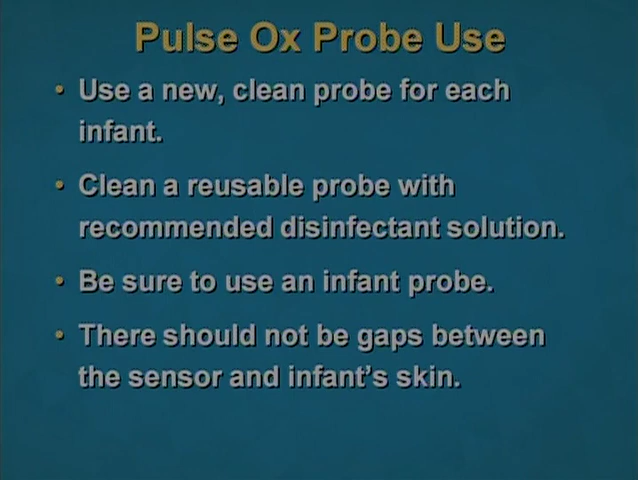 Pulse Ox Probe Use
• Use a new, clean probe for each
infant.
• Clean a reusable probe with
recommended disinfectant solution.
• Be sure to use an infant probe.
• There should not be gaps between
the sensor and infant's skin.